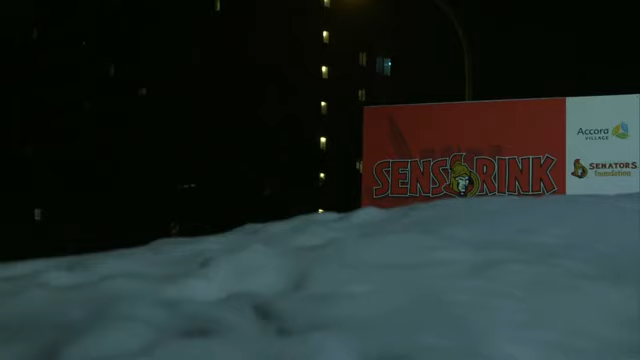 SENS RINK
Accora
VILLAGE
SENATORS
foundation